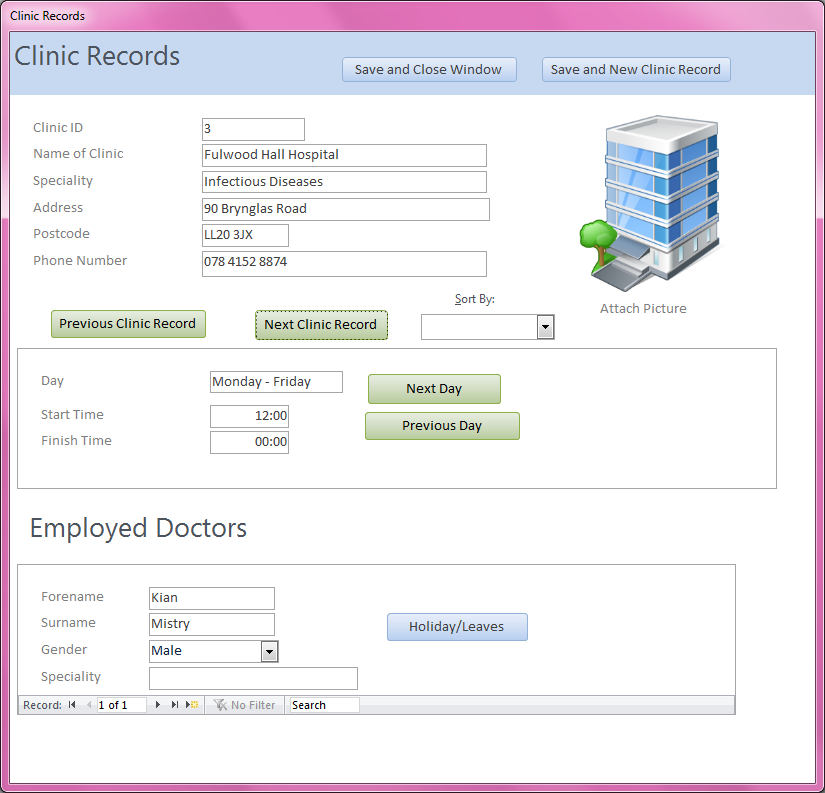 Clinic Records
Clinic Records
Save and Close Window
Save and New Clinic Record
Clinic ID 3
Name of Clinic Fulwood Hall Hospital
Speciality Infectious Diseases
Address 90 Brynglas Road
Postcode LL20 3JX
Phone Number 078 4152 8874
Attach Picture
Sort By:
Previous Clinic Record
Next Clinic Record
Day Monday - Friday
Next Day
Start Time 12:00
Previous Day
Finish Time 00:00
Employed Doctors
Forename Kian
Surname Mistry
Holiday/Leaves
Gender Male
Speciality
Record: 1 of 1 No Filter Search